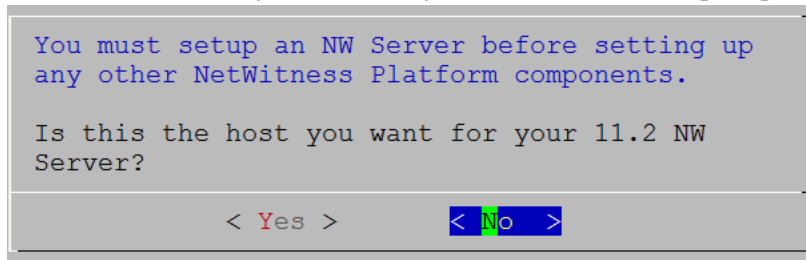 You must setup an NW Server before setting up
any other NetWitness Platform components.
Is this the host you want for your 11.2 NW
Server?
< Yes > < No >